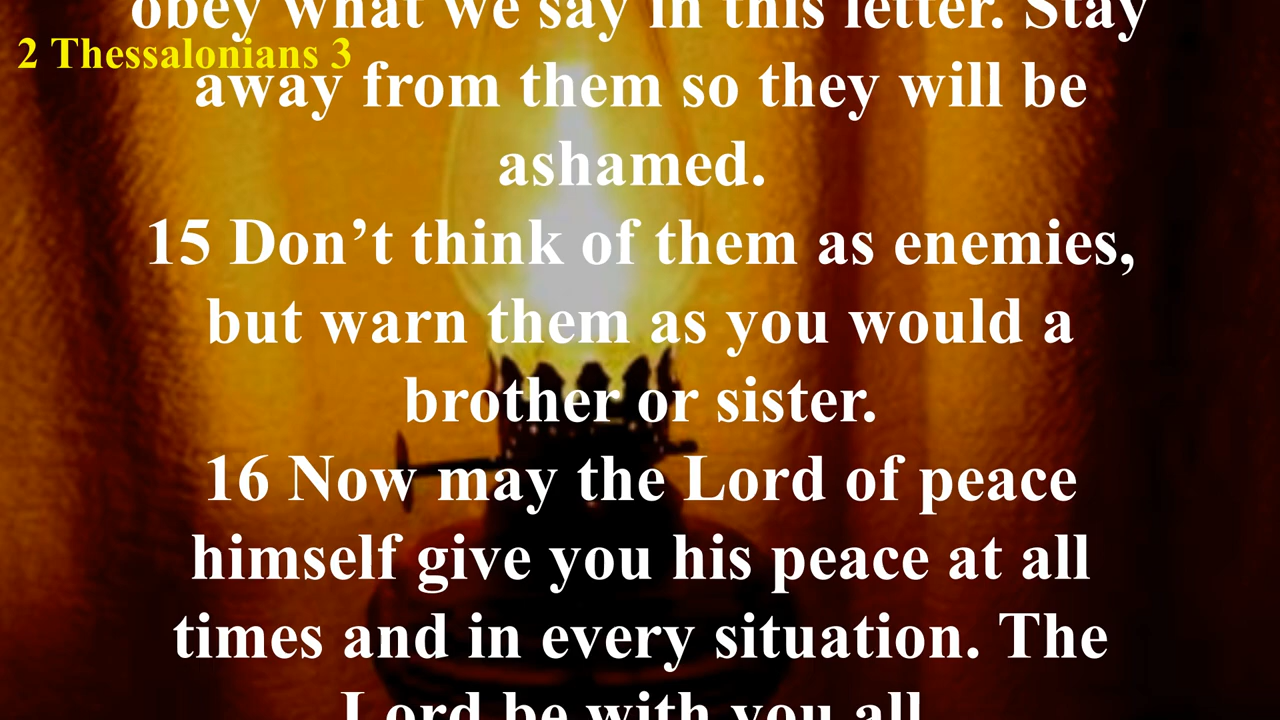 obey what we say in this letter. Stay
2 Thessalonians 3
away from them so they will be
ashamed.
15 Don’t think of them as enemies,
but warn them as you would a
brother or sister.
16 Now may the Lord of peace
himself give you his peace at all
times and in every situation. The
Lord be with you all